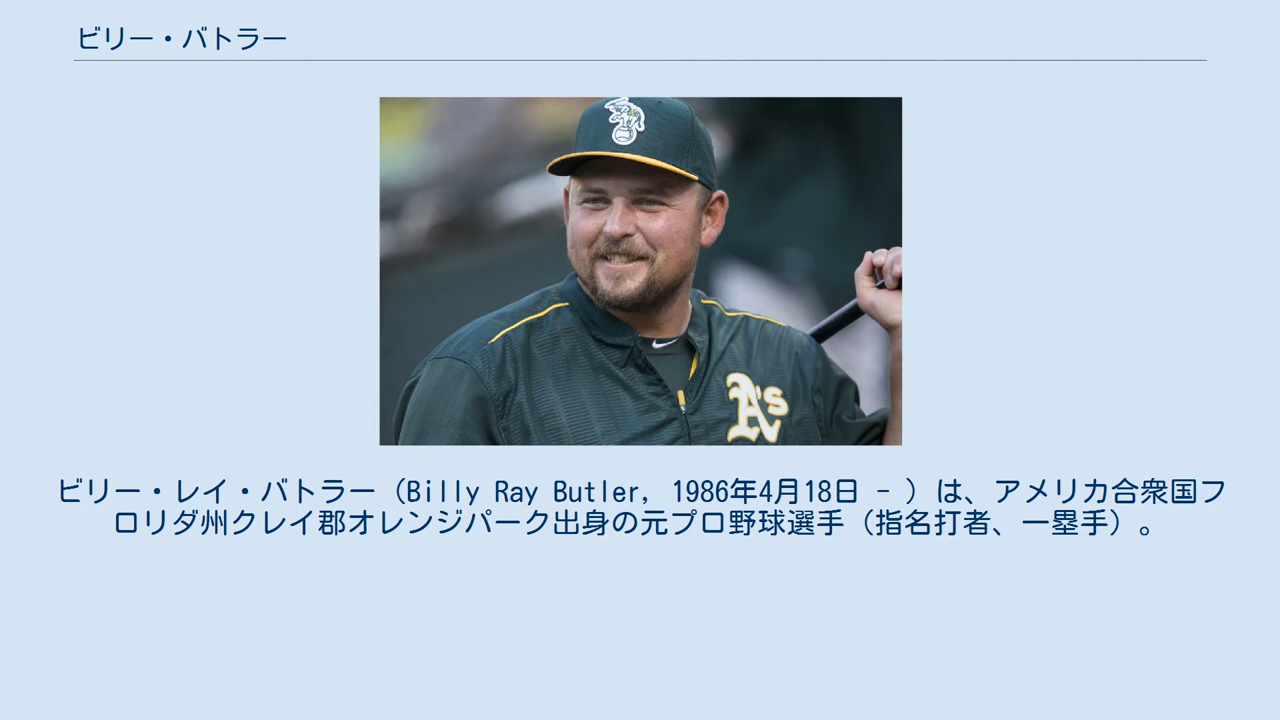 ビリー・バトラー
A's
ビリー・レイ・バトラー（Billy Ray Butler, 1986年4月18日 - ）は、アメリカ合衆国フ
ロリダ州クレイ郡オレンジパーク出身の元プロ野球選手（指名打者、一塁手）。